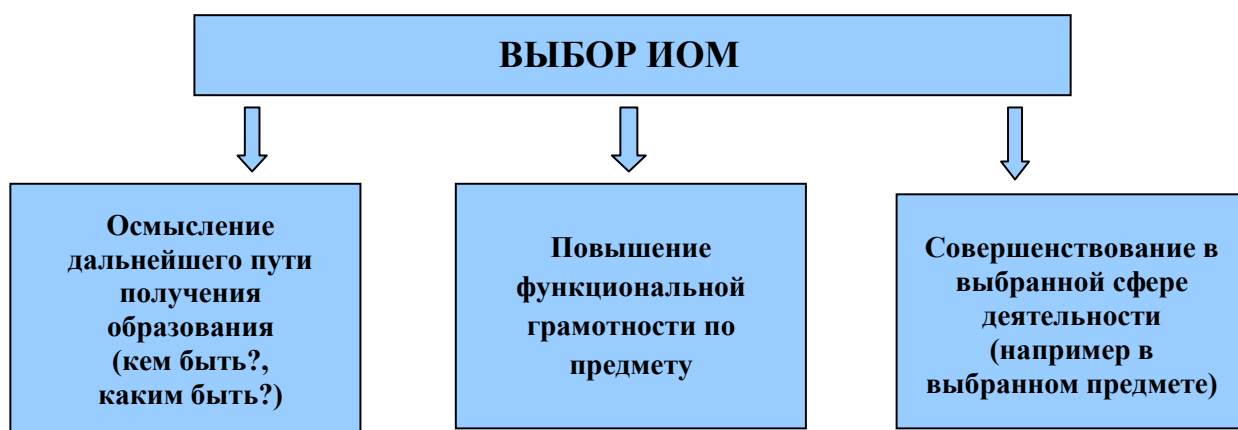 ВЫБОР ИОМ
Осмысление
дальнейшего пути
получения
образования
(кем быть?,
каким быть?)
Повышение
функциональной
грамотности по
предмету
Совершенствование в
выбранной сфере
деятельности
(например в
выбранном предмете)